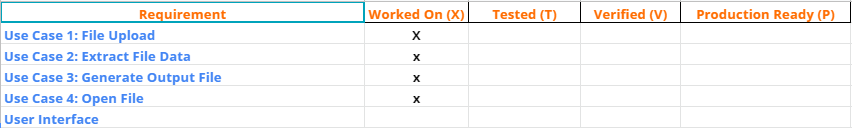 Requirement Worked On (X) Tested (T) Verified (V) Production Ready (P)
Use Case 1: File Upload X
Use Case 2: Extract File Data x
Use Case 3: Generate Output File x
Use Case 4: Open File x
User Interface